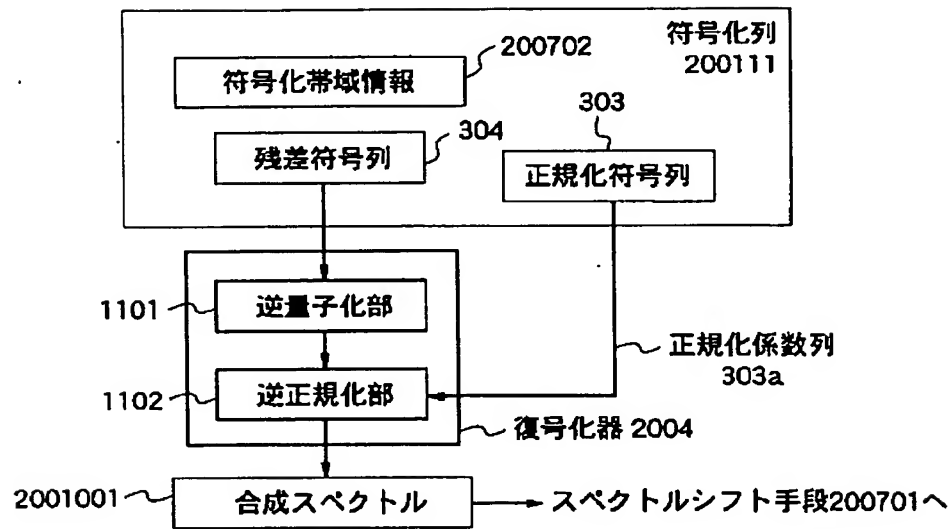 符号化列
200111
200702
符号化帯域情報
303
304
残差符号列
正規化符号列
1101
逆量子化部
正規化係数列
303a
1102
逆正規化部
復号化器 2004
2001001
合成スペクトル
スペクトルシフト手段200701へ